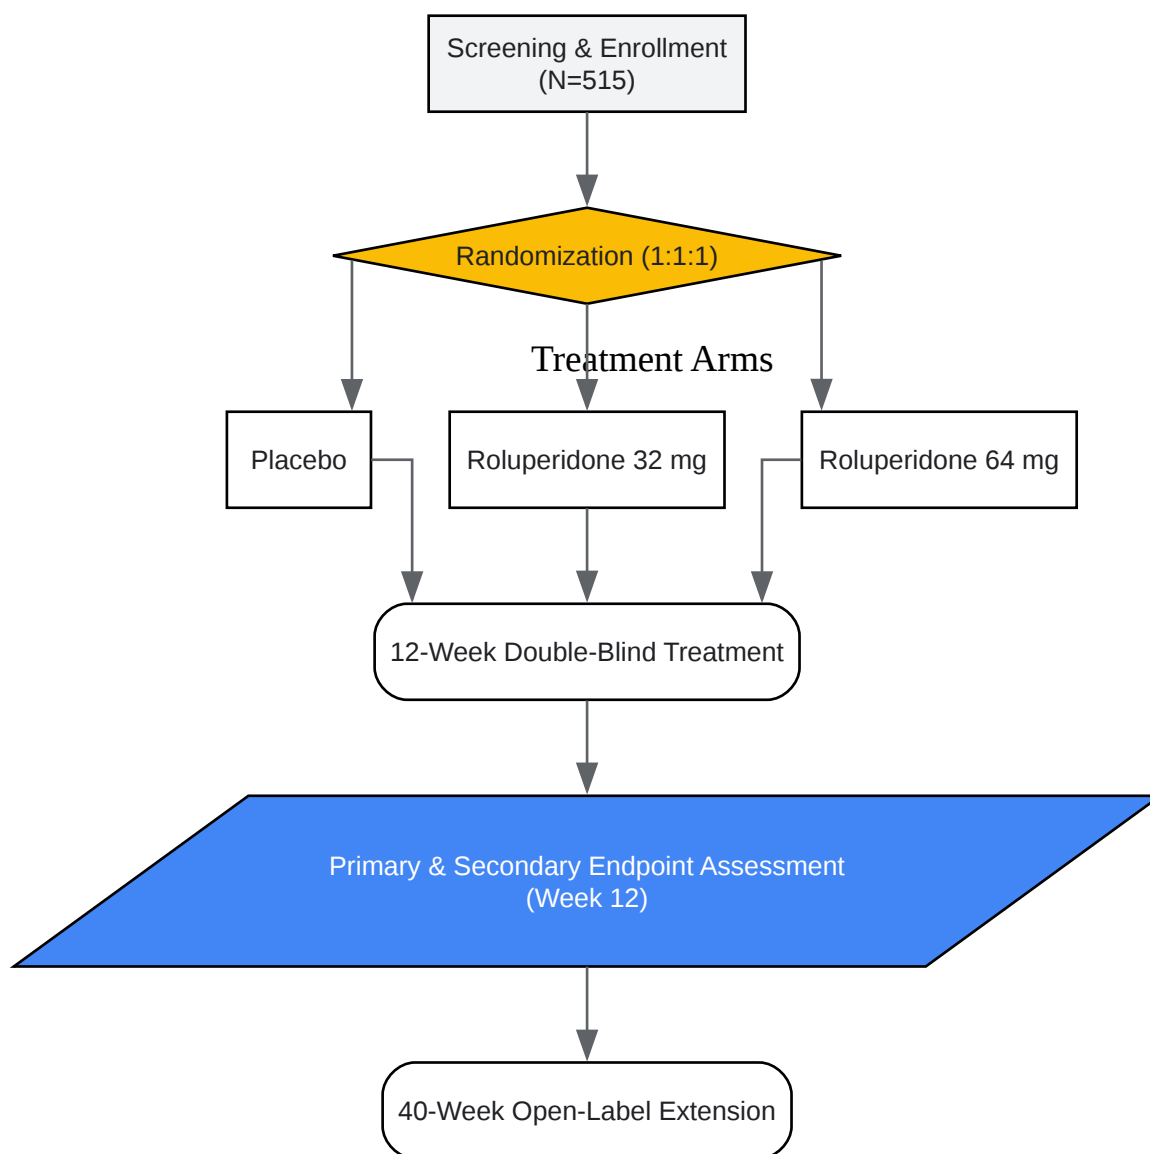 Screening & Enrollment
(N=515)
Randomization (1:1:1)
Treatment Arms
Placebo
Roluperidone 32 mg
Roluperidone 64 mg
12-Week Double-Blind Treatment
Primary & Secondary Endpoint Assessment
(Week 12)
40-Week Open-Label Extension